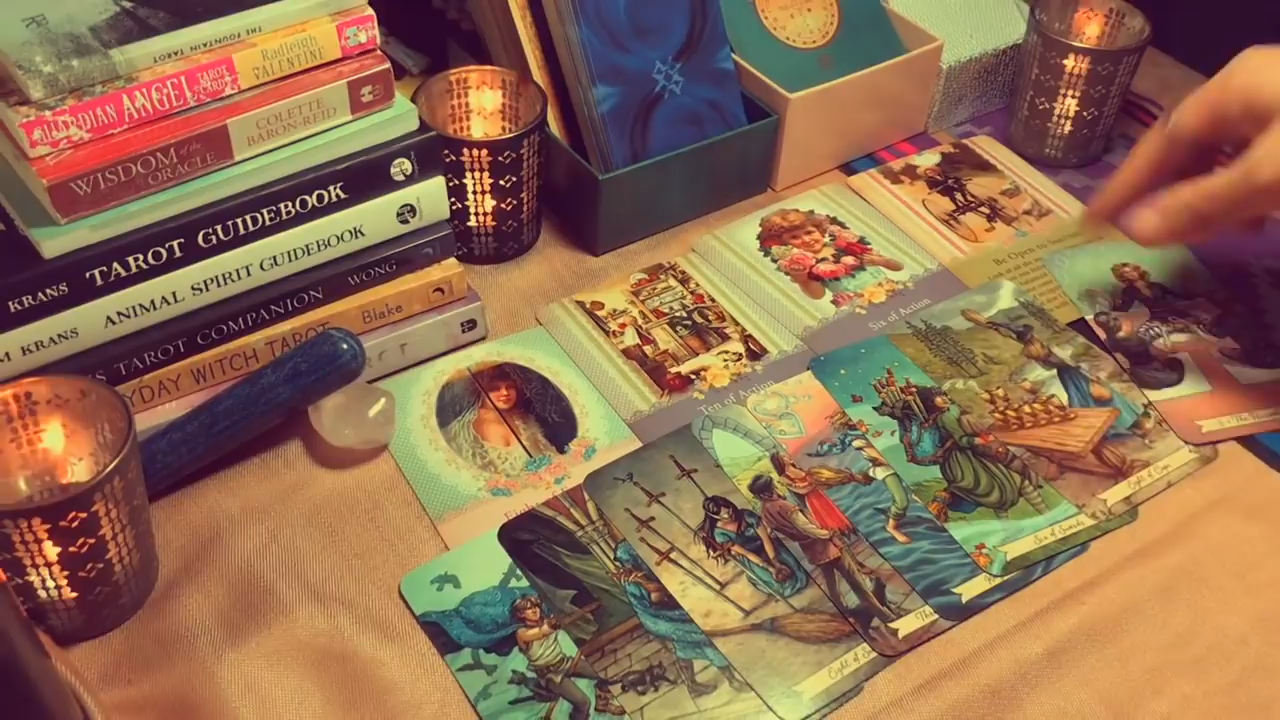 THE FOUNTAIN TAROT
GUARDIAN ANGEL TAROT CARDS
Radleigh
VALENTINE
WISDOM of the ORACLE
COLETTE
BARON-REID
KRANS TAROT GUIDEBOOK
KRANS ANIMAL SPIRIT GUIDEBOOK
TAROT COMPANION WONG
YDAY WITCH TAROT Blake
Be Open to
Six of Action
Ten of Action
Eight of Cups
Six of Swords
Eight of